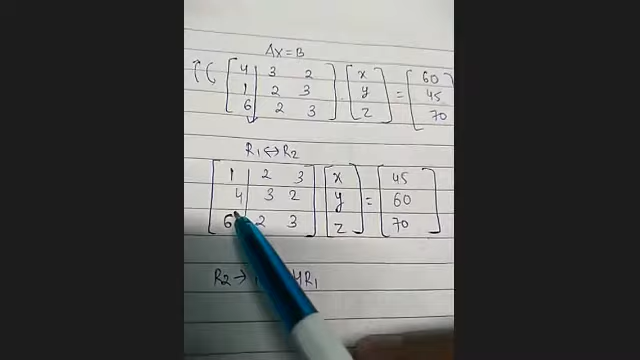 AX = B
↑( [ 4 3 2 ] [ x ] = [ 60 ]
[ 1 2 3 ] [ y ] [ 45 ]
[ 6 2 3 ] [ z ] [ 70 ]
R1 ↔ R2
[ 1 2 3 ] [ x ] = [ 45 ]
[ 4 3 2 ] [ y ] [ 60 ]
[ 6 2 3 ] [ z ] [ 70 ]
R2 → 4R1